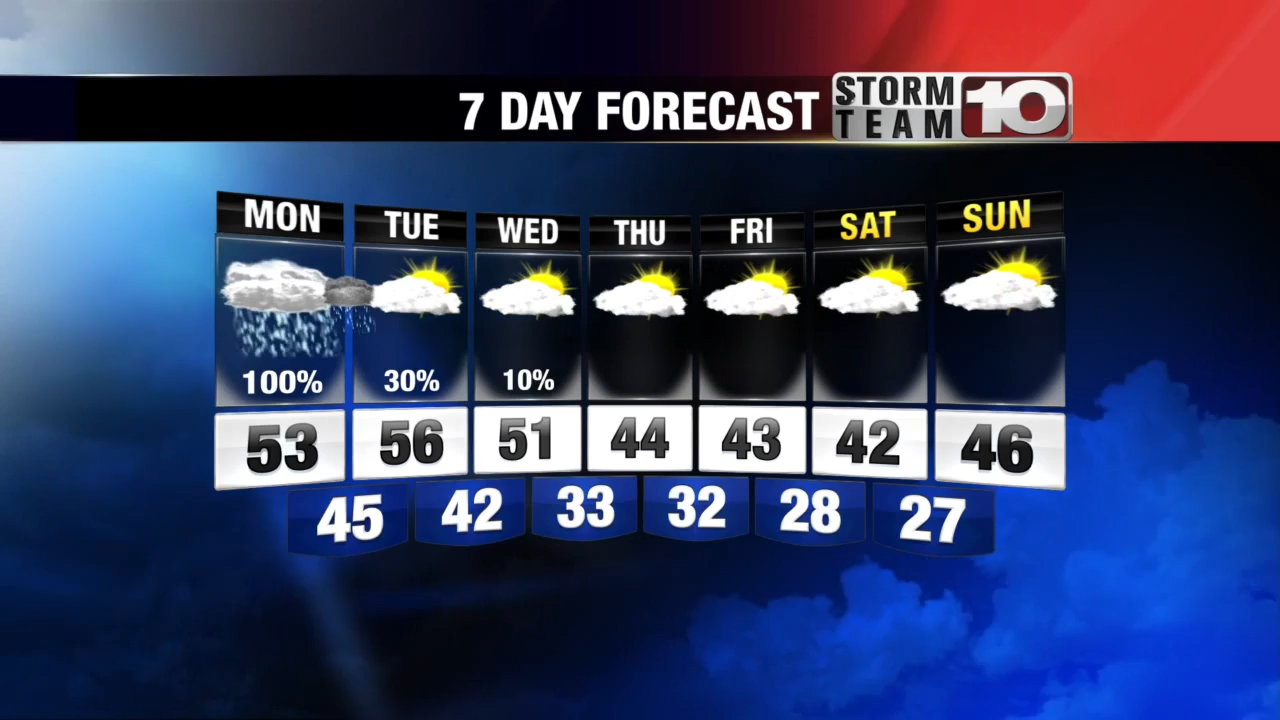 7 DAY FORECAST
STORM
TEAM
10
MON TUE WED THU FRI SAT SUN
100% 30% 10%
53 56 51 44 43 42 46
45 42 33 32 28 27